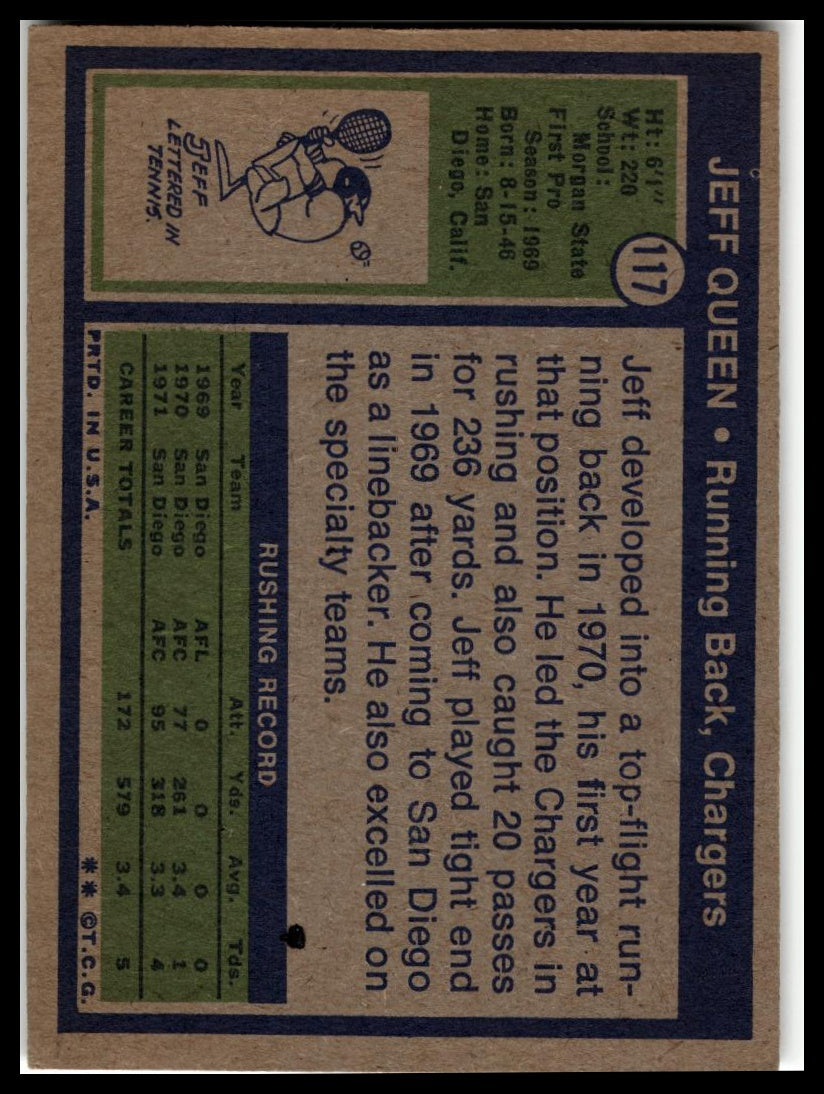 JEFF QUEEN • Running Back, Chargers
117
Ht: 6'1"
Wt: 220
School:
Morgan State
First Pro
Season: 1969
Born: 8-15-46
Home: San
Diego, Calif.
JEFF
LETTERED IN
TENNIS.
Jeff developed into a top-flight run-
ning back in 1970, his first year at
that position. He led the Chargers in
rushing and also caught 20 passes
for 236 yards. Jeff played tight end
in 1969 after coming to San Diego
as a linebacker. He also excelled on
the specialty teams.
RUSHING RECORD
Year Team Att. Yds. Avg. Tds.
1969 San Diego AFL 0 0 0 0
1970 San Diego AFC 77 261 3.4 1
1971 San Diego AFC 95 318 3.3 4
CAREER TOTALS 172 579 3.4 5
PRTD. IN U.S.A. ** ©T.C.G.